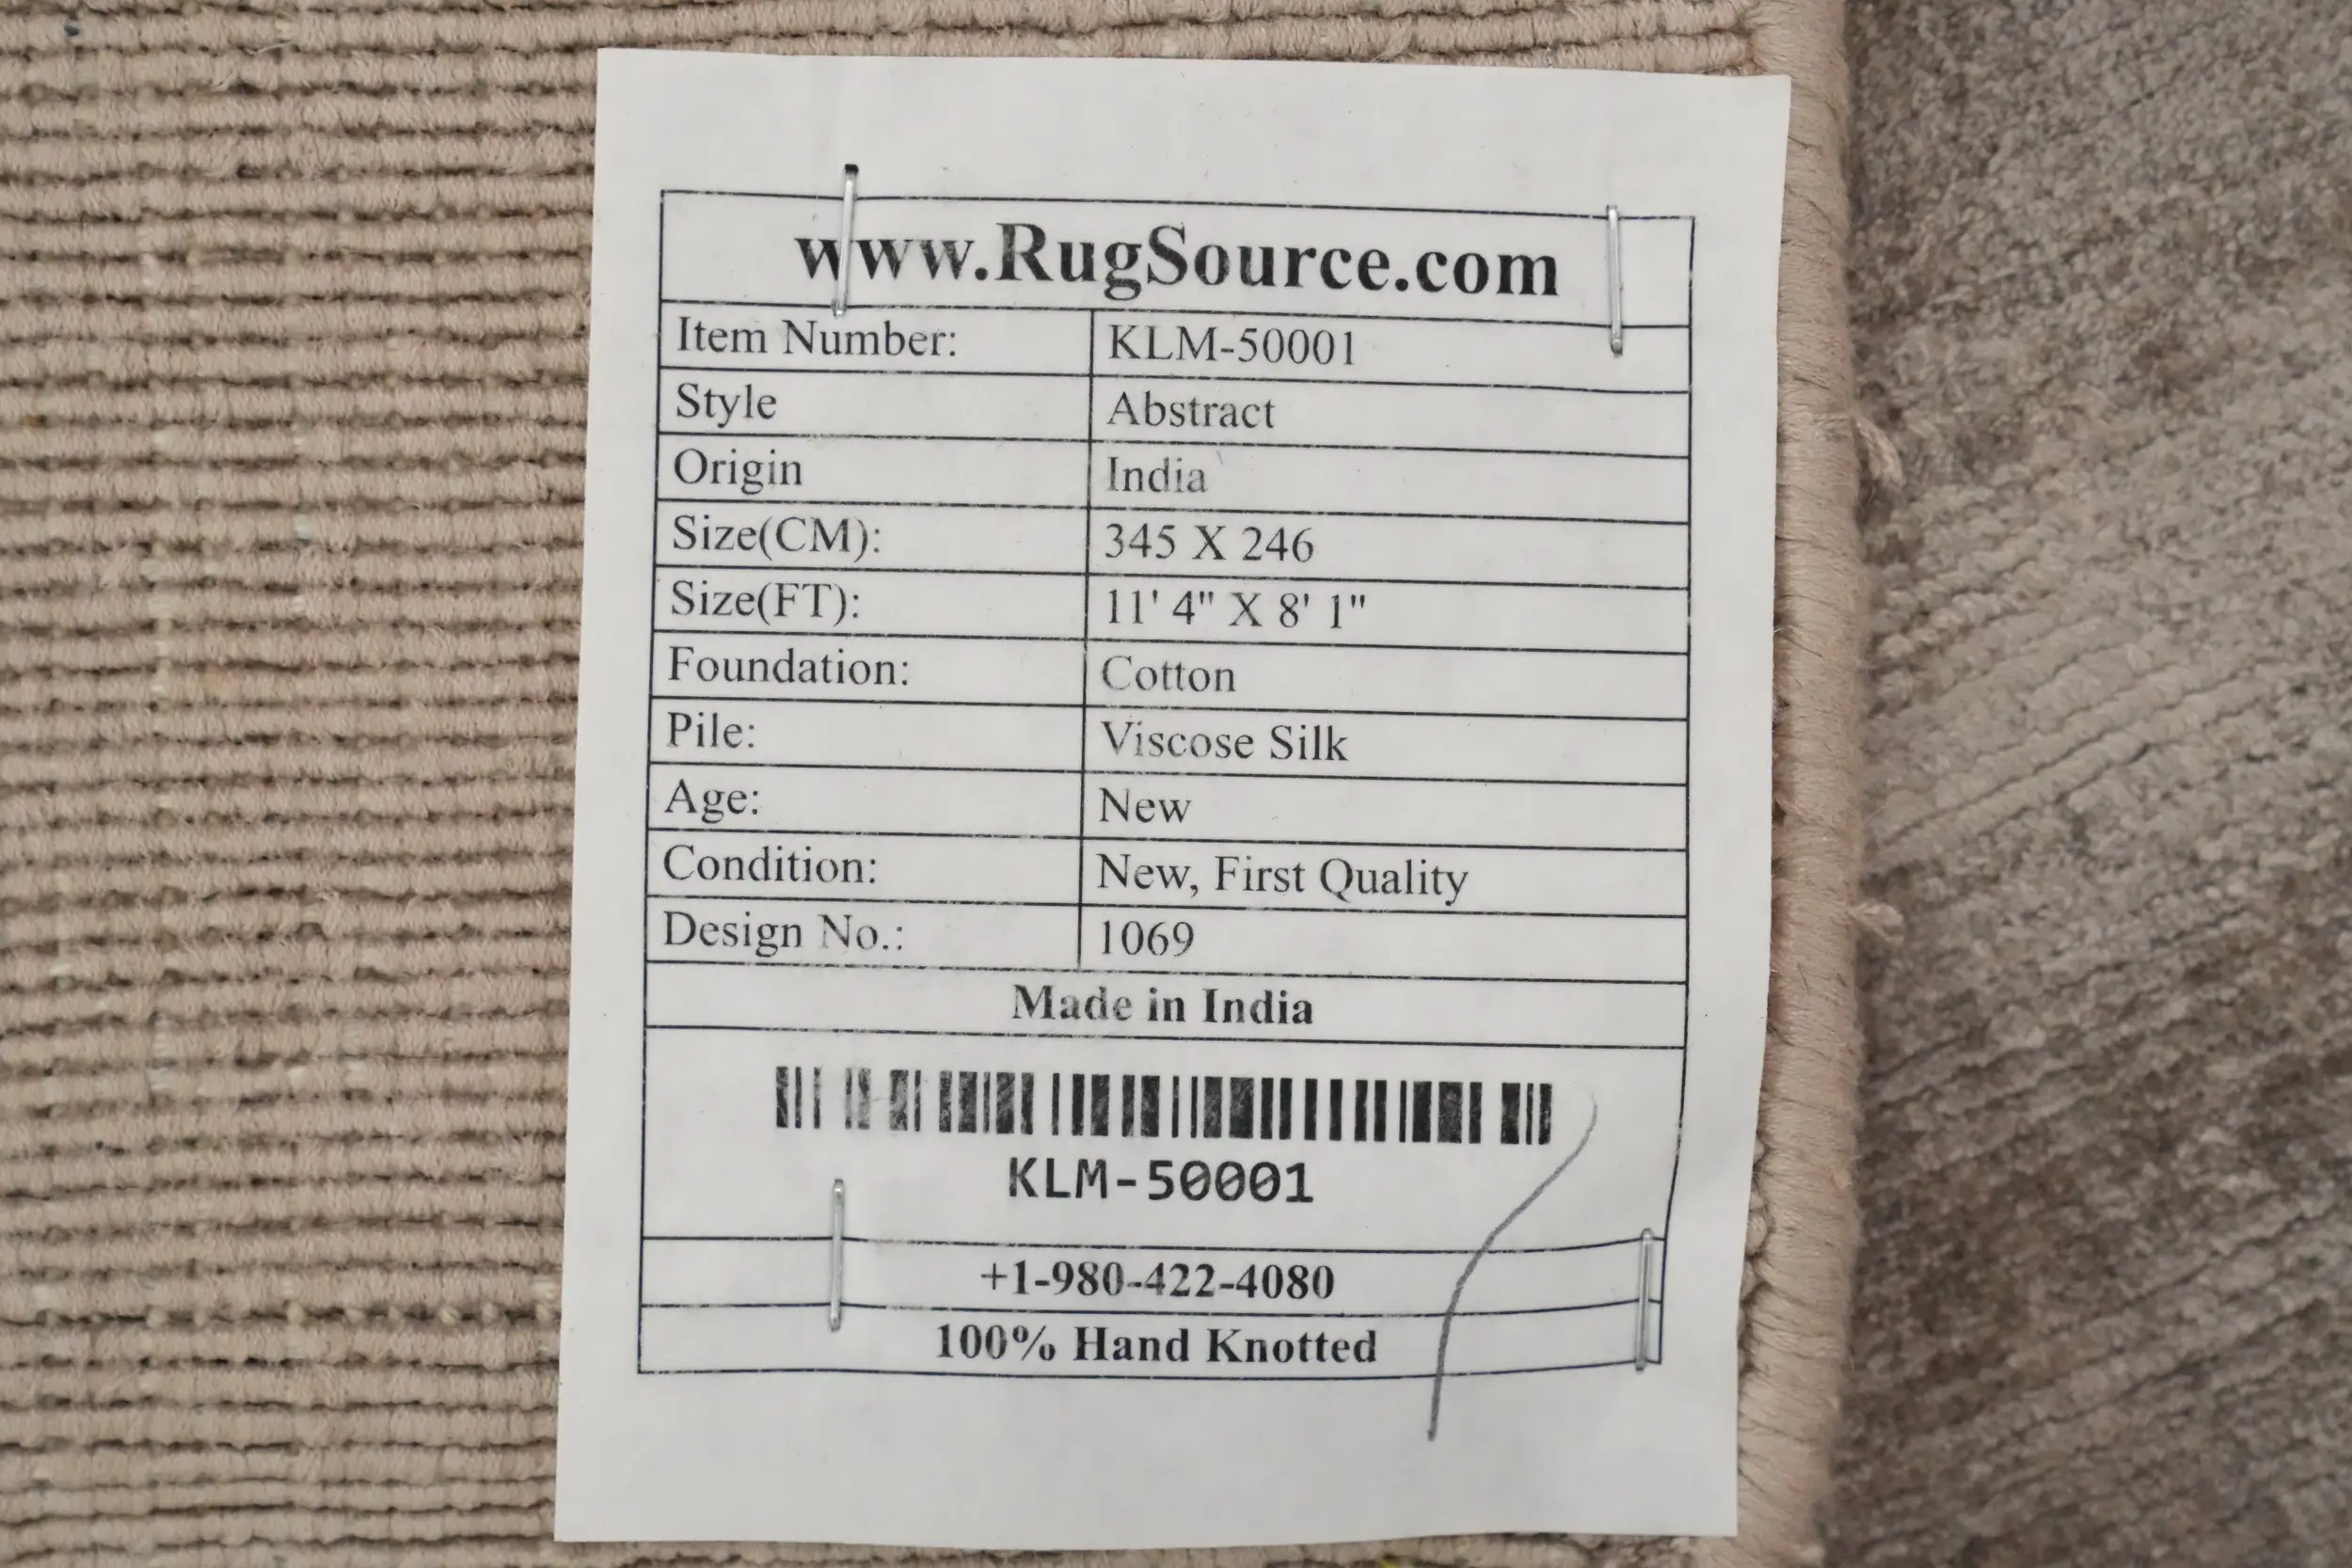 www.RugSource.com
Item Number: KLM-50001
Style Abstract
Origin India
Size(CM): 345 X 246
Size(FT): 11' 4" X 8' 1"
Foundation: Cotton
Pile: Viscose Silk
Age: New
Condition: New, First Quality
Design No.: 1069
Made in India
KLM-50001
+1-980-422-4080
100% Hand Knotted